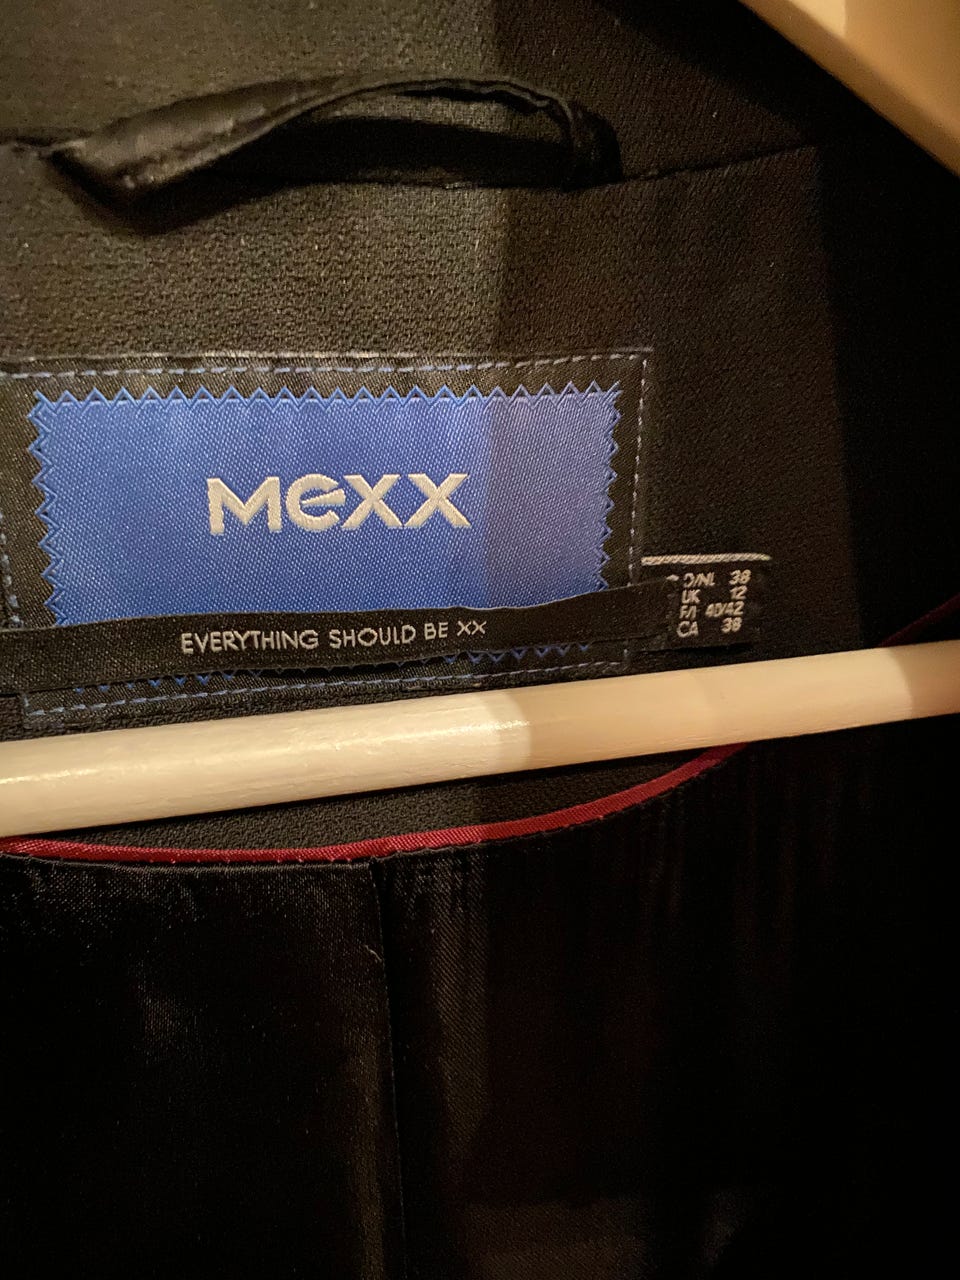 Mexx
EVERYTHING SHOULD BE XX
D/NL 38
UK 12
F/I 40/42
CA 38